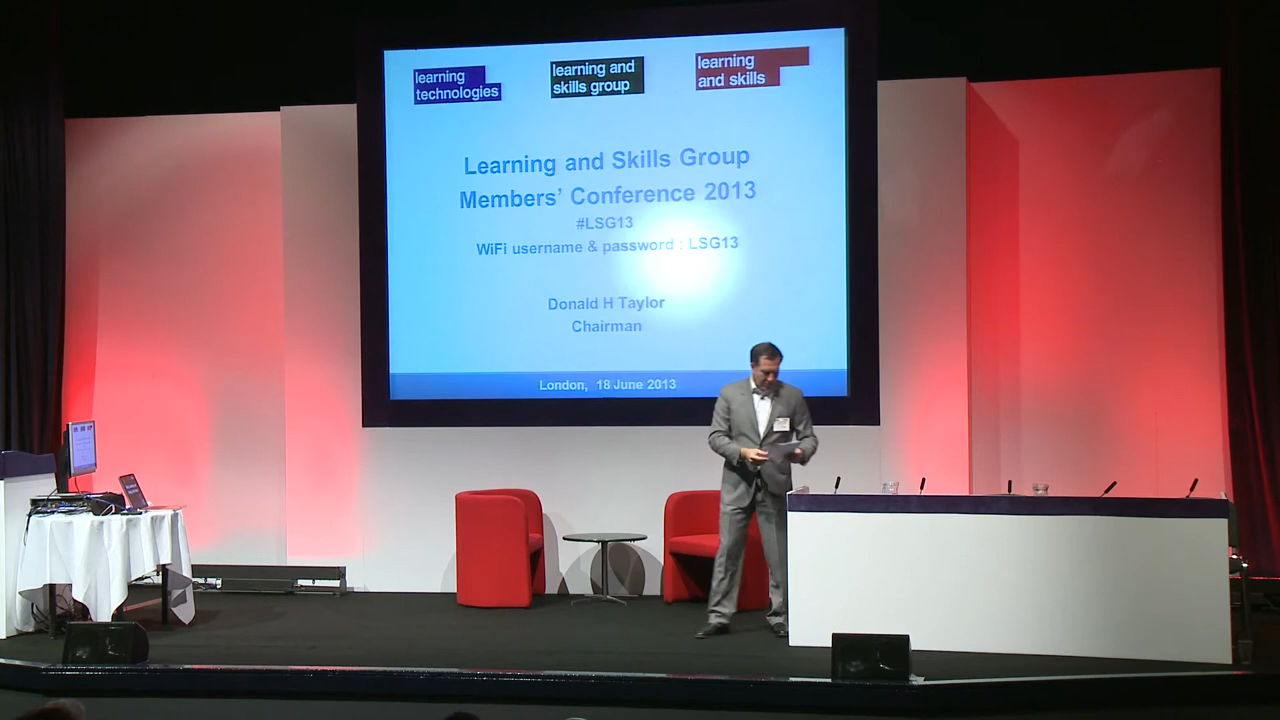 learning
technologies
learning and
skills group
learning
and skills
Learning and Skills Group
Members' Conference 2013
#LSG13
WiFi username & password : LSG13
Donald H Taylor
Chairman
London, 18 June 2013